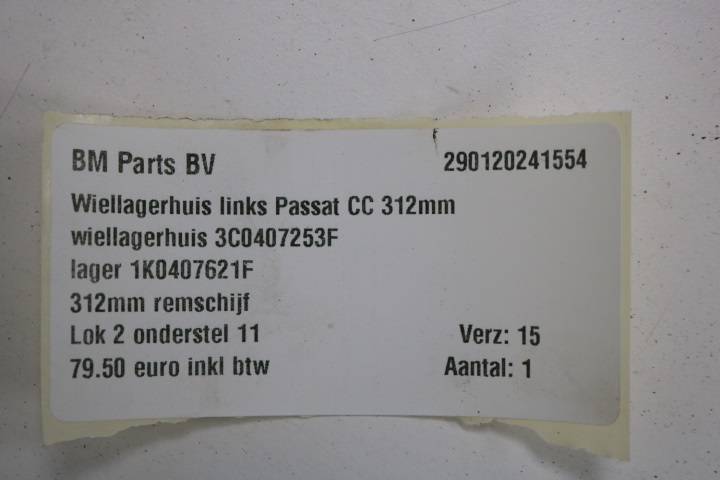 BM Parts BV 290120241554
Wiellagerhuis links Passat CC 312mm
wiellagerhuis 3C0407253F
lager 1K0407621F
312mm remschijf
Lok 2 onderstel 11 Verz: 15
79.50 euro inkl btw Aantal: 1